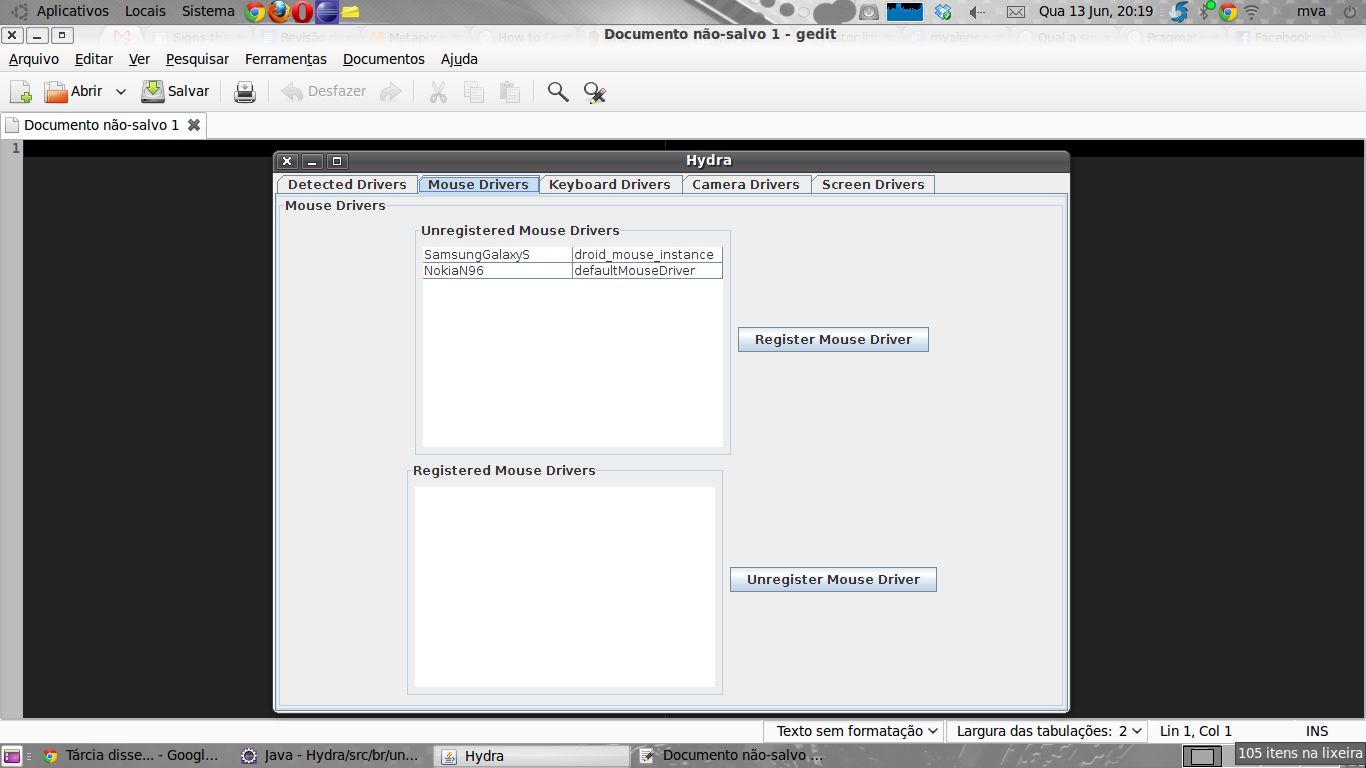 Aplicativos Locais Sistema Qua 13 Jun, 20:19 mva
Documento não-salvo 1 - gedit
Arquivo Editar Ver Pesquisar Ferramentas Documentos Ajuda
Abrir Salvar Desfazer
Documento não-salvo 1
1
Hydra
Detected Drivers Mouse Drivers Keyboard Drivers Camera Drivers Screen Drivers
Mouse Drivers
Unregistered Mouse Drivers
SamsungGalaxyS droid_mouse_instance
NokiaN96 defaultMouseDriver
Register Mouse Driver
Registered Mouse Drivers
Unregister Mouse Driver
Texto sem formatação Largura das tabulações: 2 Lin 1, Col 1 INS
Tárcia disse... - Googl... Java - Hydra/src/br/un... Hydra Documento não-salvo ... 105 itens na lixeira